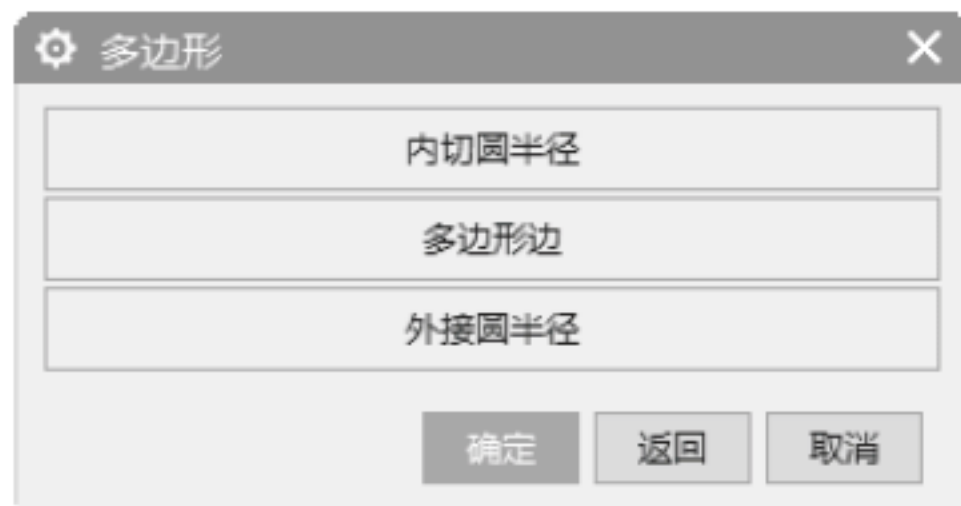 多边形
内切圆半径
多边形边
外接圆半径
确定 返回 取消